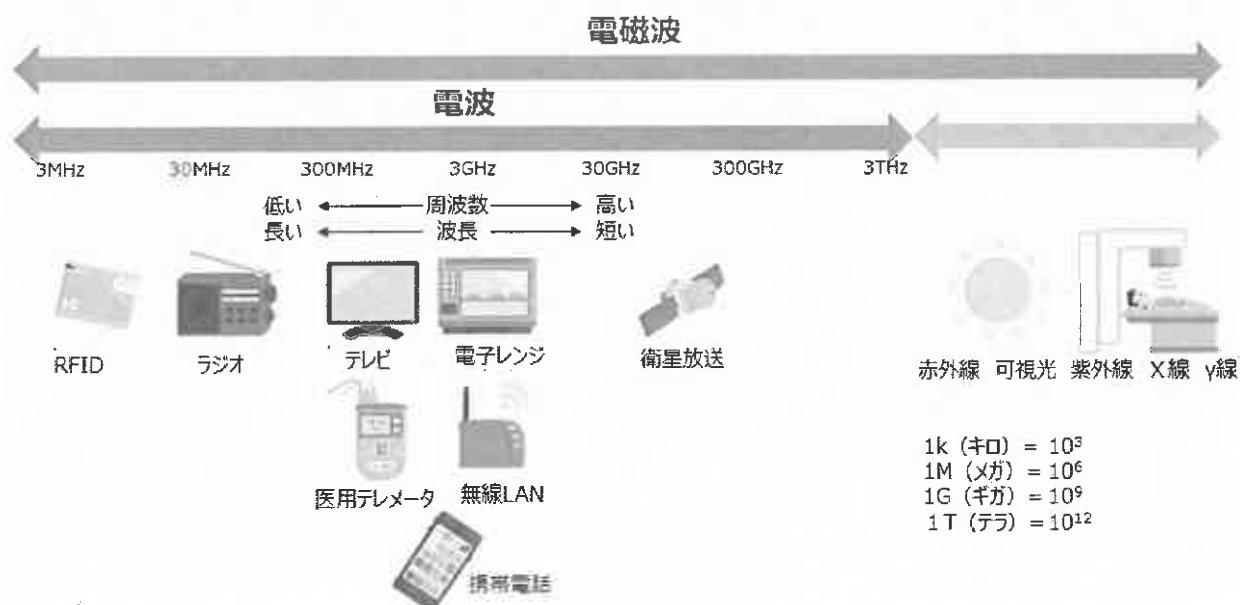 電磁波
電波
3MHz 30MHz 300MHz 3GHz 30GHz 300GHz 3THz
低い 周波数 高い
長い 波長 短い
RFID ラジオ テレビ 電子レンジ 衛星放送
赤外線 可視光 紫外線 X線 γ線
医用テレメータ 無線LAN
携帯電話
1k (キロ) = 10³
1M (メガ) = 10⁶
1G (ギガ) = 10⁹
1T (テラ) = 10¹²